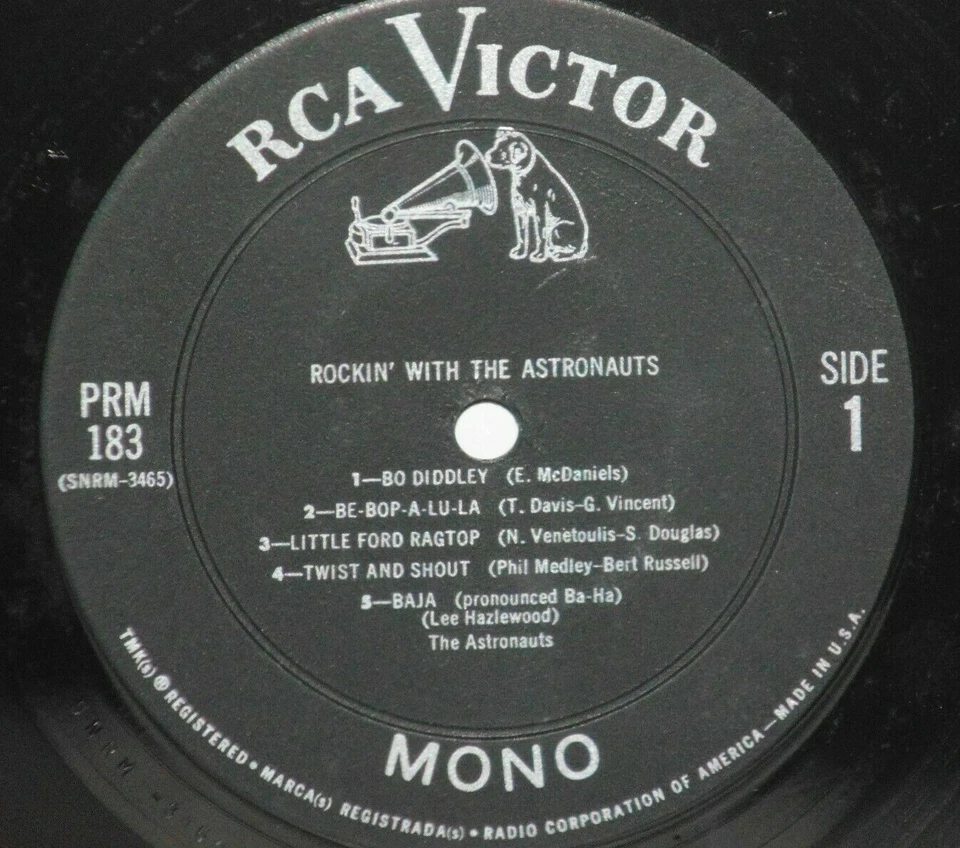 RCA VICTOR
ROCKIN' WITH THE ASTRONAUTS
PRM
183
(SNRM-3465)
SIDE
1
1—BO DIDDLEY (E. McDaniels)
2—BE-BOP-A-LU-LA (T. Davis-G. Vincent)
3—LITTLE FORD RAGTOP (N. Venetoulis-S. Douglas)
4—TWIST AND SHOUT (Phil Medley-Bert Russell)
5—BAJA (pronounced Ba-Ha)
(Lee Hazlewood)
The Astronauts
MONO
TMK(s) ® REGISTERED • MARCA(s) REGISTRADA(s) • RADIO CORPORATION OF AMERICA—MADE IN U.S.A.